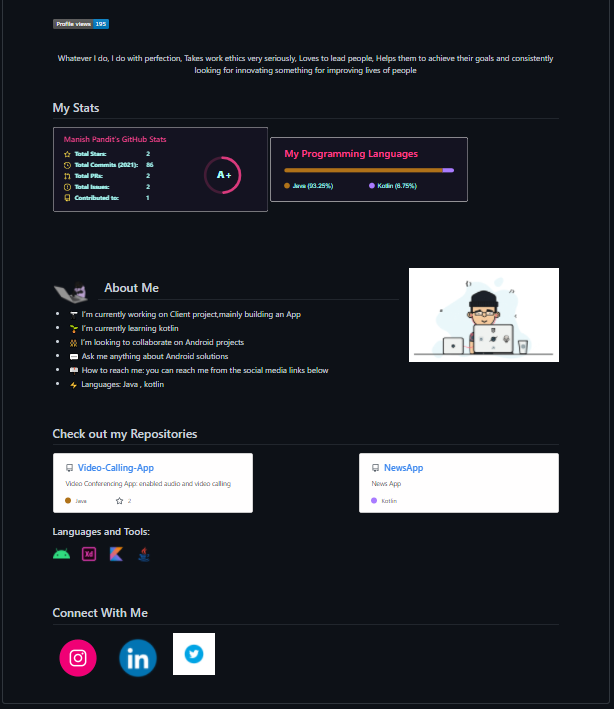 Profile views 195
Whatever I do, I do with perfection, Takes work ethics very seriously, Loves to lead people, Helps them to achieve their goals and consistently
looking for innovating something for improving lives of people
My Stats
Manish Pandit's GitHub Stats
Total Stars: 2
Total Commits (2021): 86
Total PRs: 2
Total Issues: 2
Contributed to: 1
A+
My Programming Languages
Java (93.25%) Kotlin (6.75%)
About Me
I'm currently working on Client project,mainly building an App
I'm currently learning kotlin
I'm looking to collaborate on Android projects
Ask me anything about Android solutions
How to reach me: you can reach me from the social media links below
Languages: Java , kotlin
Check out my Repositories
Video-Calling-App
Video Conferencing App: enabled audio and video calling
Java 2
NewsApp
News App
Kotlin
Languages and Tools:
Xd
Connect With Me
in